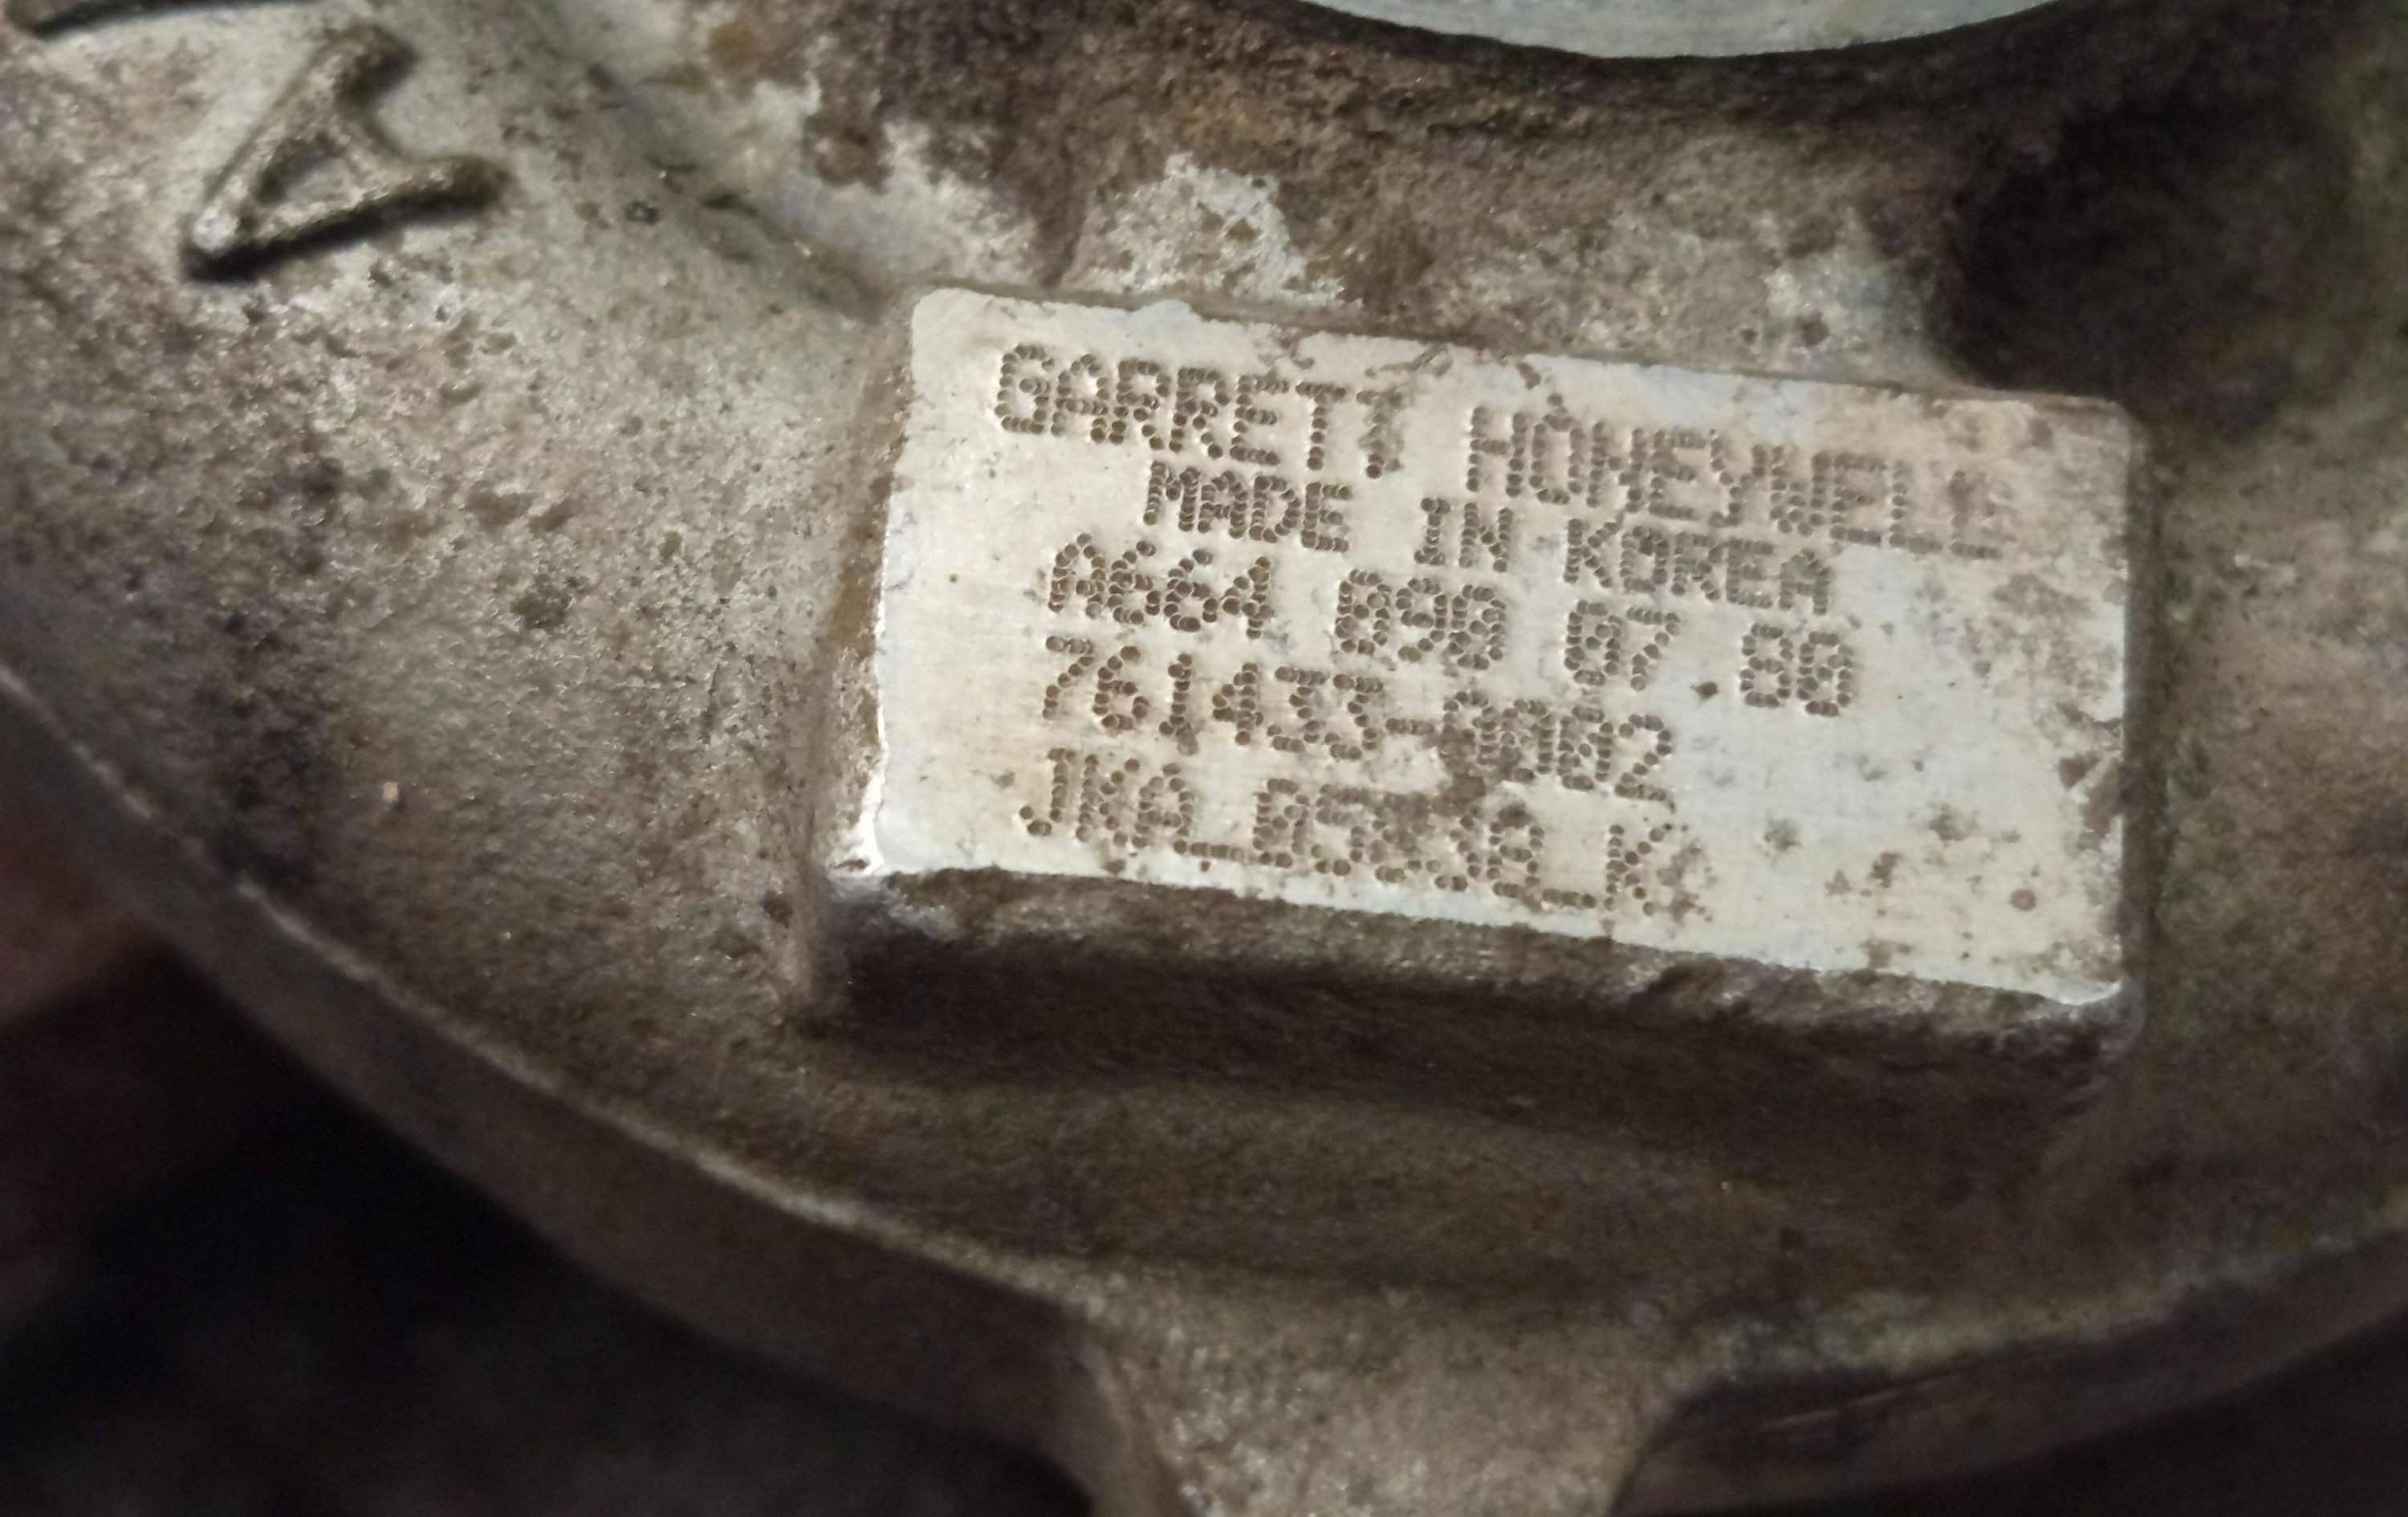 GARRETT HONEYWELL
MADE IN KOREA
A664 090 07 80
761433-0002